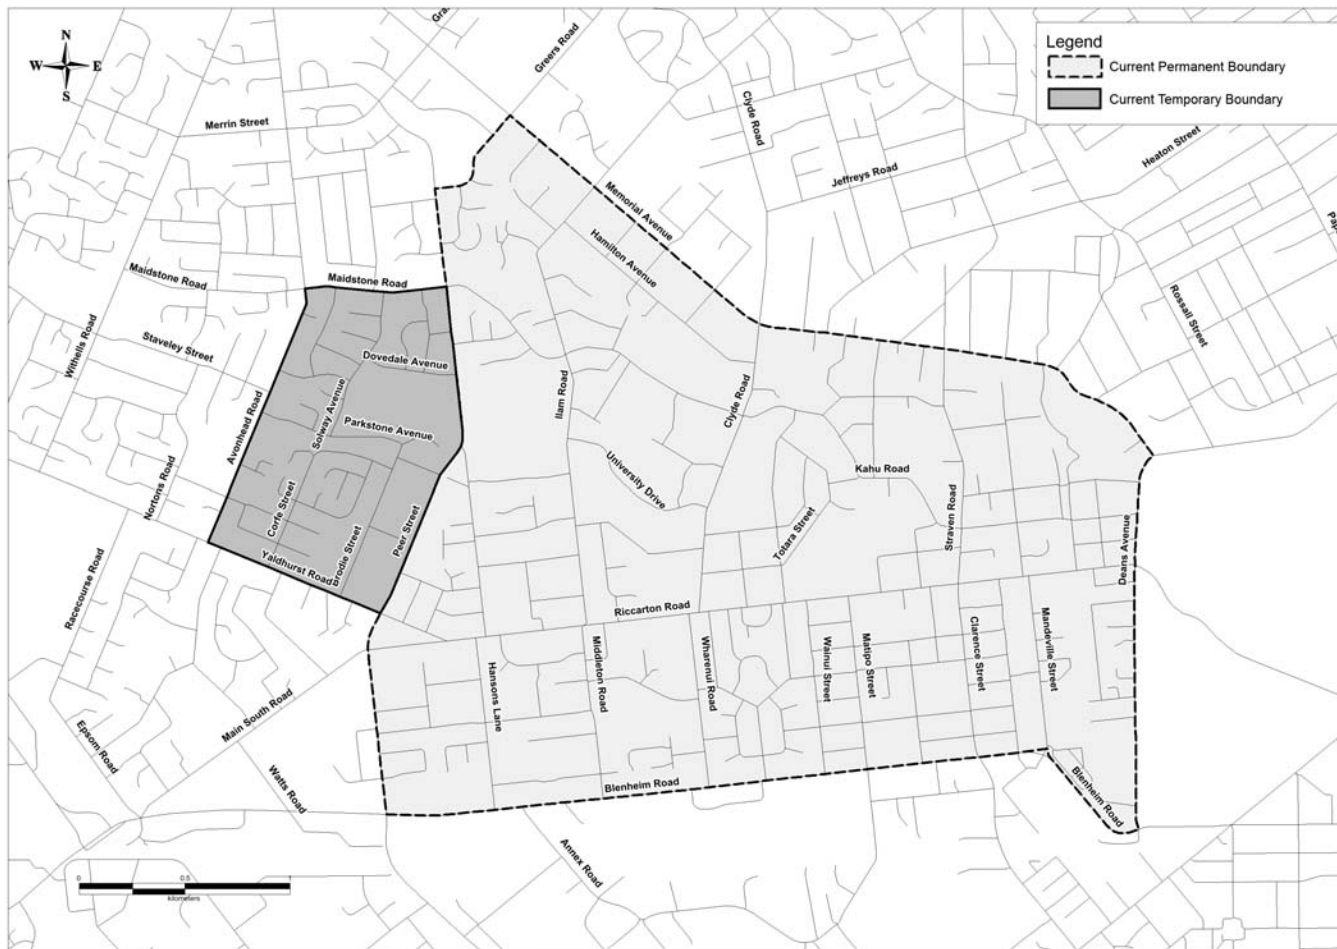 Gra
Greers Road
N
W E
S
Legend
Current Permanent Boundary
Current Temporary Boundary
Merrin Street
Clyde Road
Heaton Street
Jeffreys Road
Memorial Avenue
Pap
Hamilton Avenue
Maidstone Road
Maidstone Road
Rossall Street
Withells Road
Staveley Street
Dovedale Avenue
Ilam Road
Clyde Road
Solway Avenue
Avonhead Road
Parkstone Avenue
University Drive
Kahu Road
Nortons Road
Corfe Street
Straven Road
Peer Street
Totara Street
Deans Avenue
Yaldhurst Road
Brodie Street
Racecourse Road
Riccarton Road
Hansons Lane
Middleton Road
Wharenui Road
Wainui Street
Matipo Street
Clarence Street
Mandeville Street
Main South Road
Epsom Road
Watts Road
Blenheim Road
Blenheim Road
Annex Road
0 0.5 1
kilometers